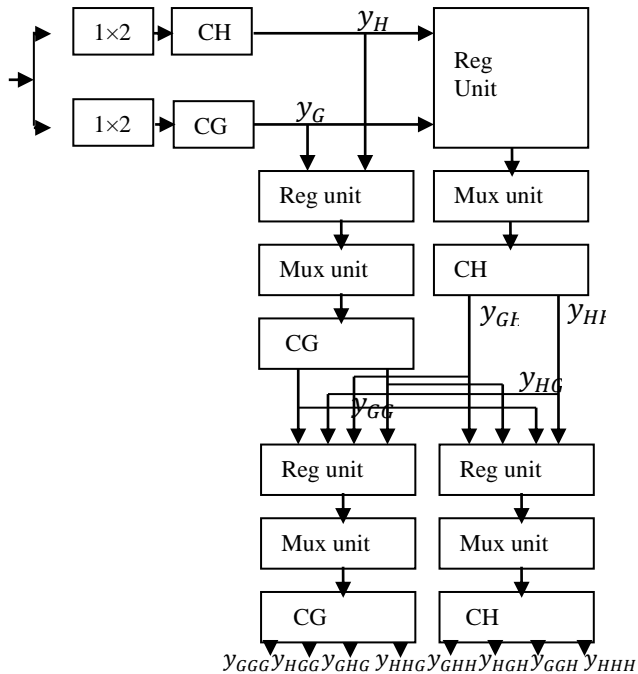 1×2 CH y_H
Reg
Unit
1×2 CG y_G
Reg unit Mux unit
Mux unit CH
CG y_GH y_HH
y_HG
y_GG
Reg unit Reg unit
Mux unit Mux unit
CG CH
y_GGG y_HGG y_GHG y_HHG y_GHH y_HGH y_GGH y_HHH